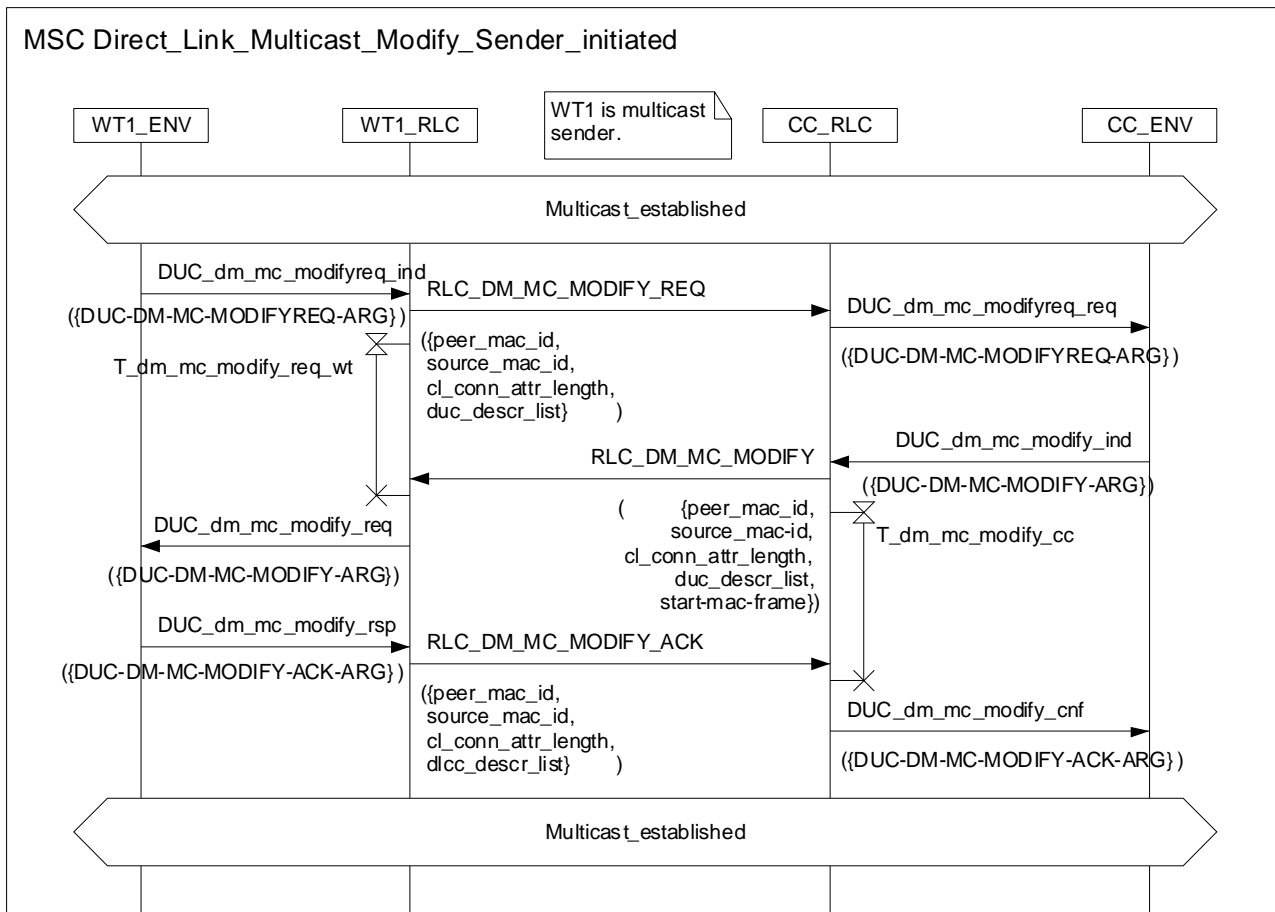 MSC Direct_Link_Multicast_Modify_Sender_initiated
WT1 is multicast
sender.
WT1_ENV
WT1_RLC
CC_RLC
CC_ENV
Multicast_established
DUC_dm_mc_modifyreq_ind
({DUC-DM-MC-MODIFYREQ-ARG})
RLC_DM_MC_MODIFY_REQ
({peer_mac_id,
source_mac_id,
cl_conn_attr_length,
duc_descr_list} )
DUC_dm_mc_modifyreq_req
({DUC-DM-MC-MODIFYREQ-ARG})
T_dm_mc_modify_req_wt
DUC_dm_mc_modify_ind
({DUC-DM-MC-MODIFY-ARG})
RLC_DM_MC_MODIFY
( {peer_mac_id,
source_mac-id,
cl_conn_attr_length,
duc_descr_list,
start-mac-frame})
T_dm_mc_modify_cc
DUC_dm_mc_modify_req
({DUC-DM-MC-MODIFY-ARG})
DUC_dm_mc_modify_rsp
({DUC-DM-MC-MODIFY-ACK-ARG})
RLC_DM_MC_MODIFY_ACK
({peer_mac_id,
source_mac_id,
cl_conn_attr_length,
dlcc_descr_list} )
DUC_dm_mc_modify_cnf
({DUC-DM-MC-MODIFY-ACK-ARG})
Multicast_established